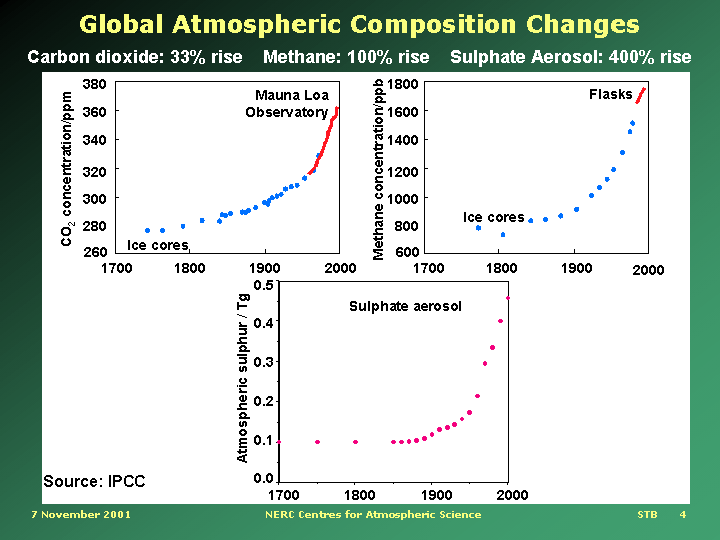 Global Atmospheric Composition Changes
Carbon dioxide: 33% rise Methane: 100% rise Sulphate Aerosol: 400% rise
CO2 concentration/ppm
380
360
340
320
300
280
260
Mauna Loa
Observatory
Ice cores
1700 1800 1900 2000
Methane concentration/ppb
1800
1600
1400
1200
1000
800
600
Flasks
Ice cores
1700 1800 1900 2000
Atmospheric sulphur / Tg
0.5
0.4
0.3
0.2
0.1
0.0
Sulphate aerosol
1700 1800 1900 2000
Source: IPCC
7 November 2001 NERC Centres for Atmospheric Science STB 4